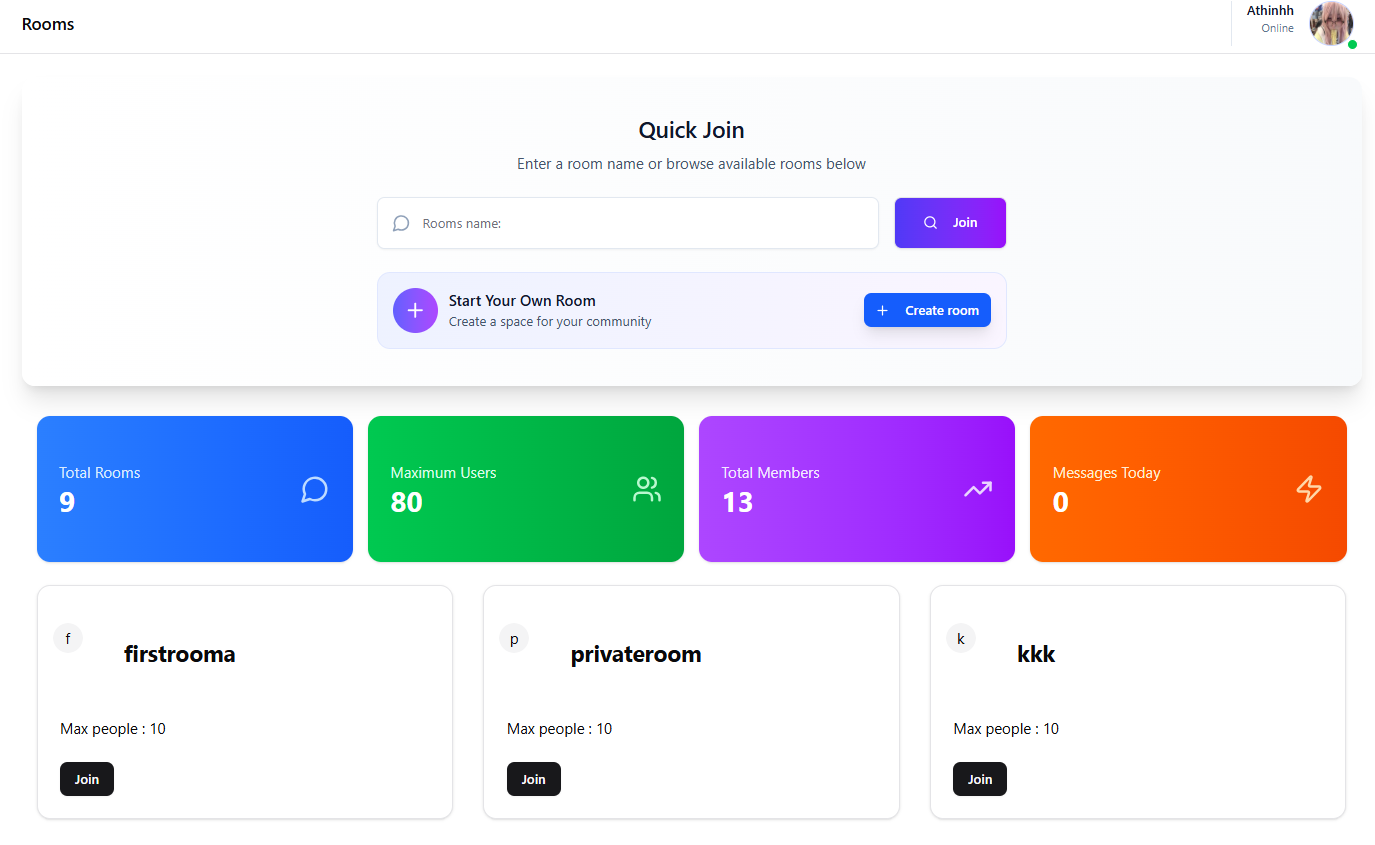 Rooms
Athinhh
Online
Quick Join
Enter a room name or browse available rooms below
Rooms name:
Join
Start Your Own Room
Create a space for your community
Create room
Total Rooms
9
Maximum Users
80
Total Members
13
Messages Today
0
f
firstrooma
Max people : 10
Join
p
privateroom
Max people : 10
Join
k
kkk
Max people : 10
Join